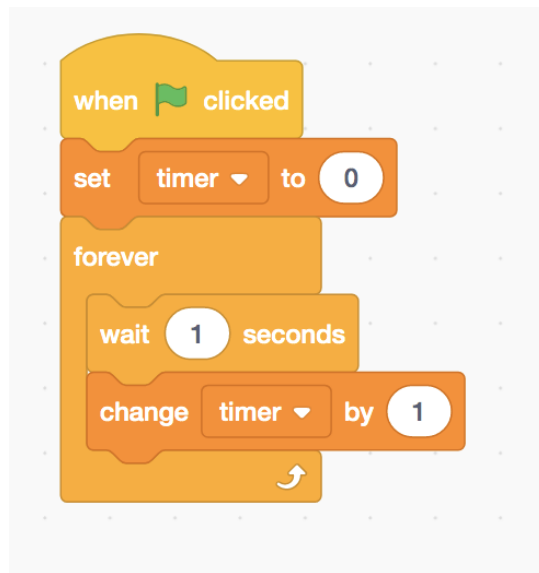 when clicked
set timer to 0
forever
wait 1 seconds
change timer by 1